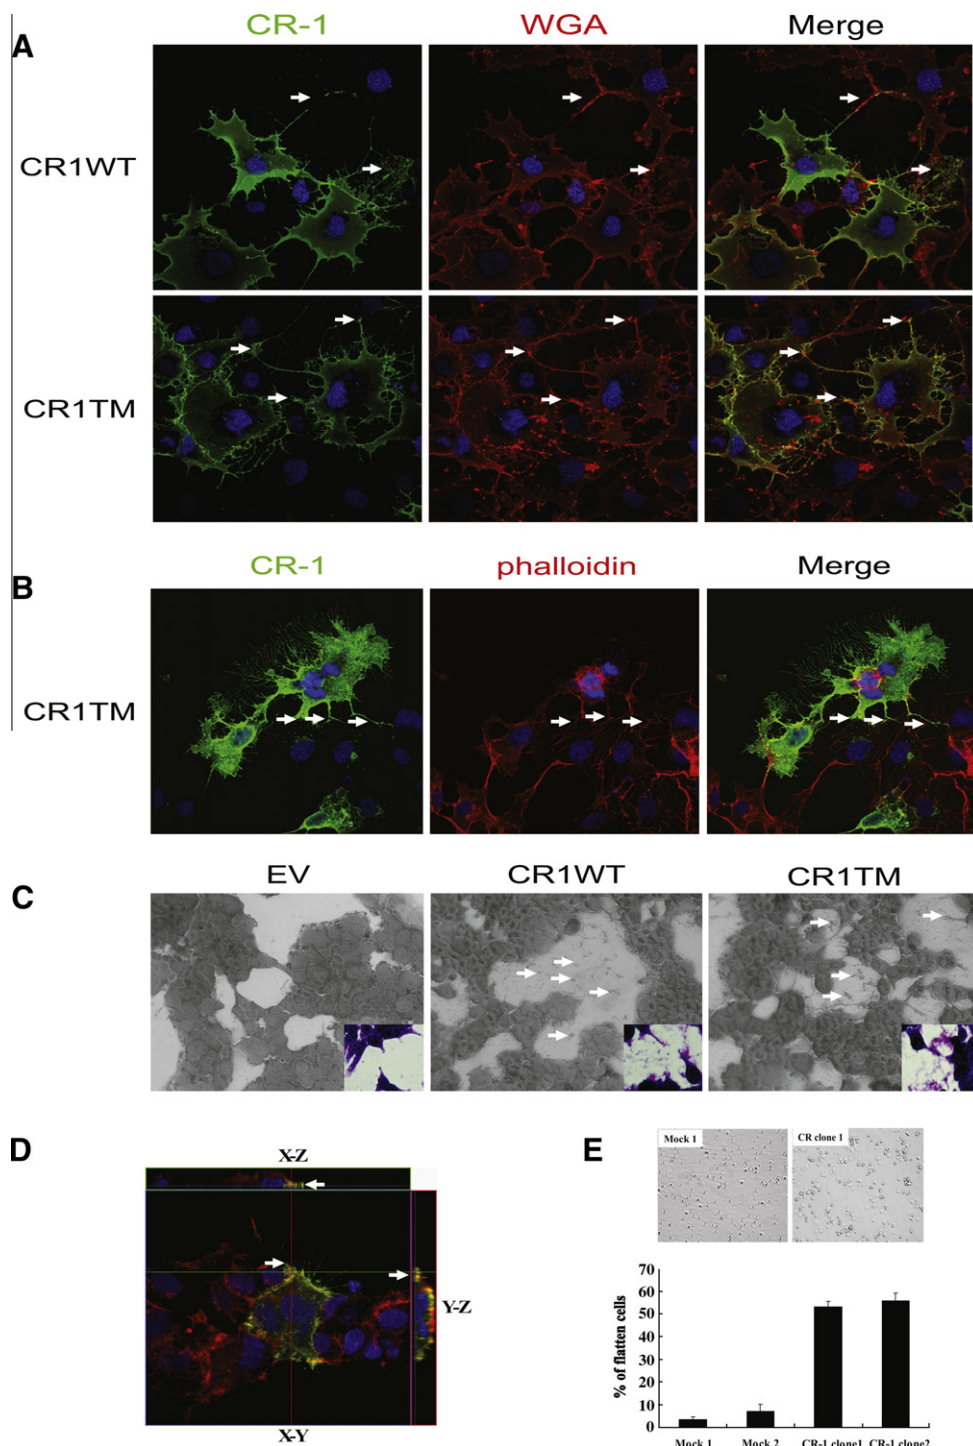 A
CR-1 WGA Merge
CR1WT
CR1TM
B
CR-1 phalloidin Merge
CR1TM
C
EV CR1WT CR1TM
D
X-Z
Y-Z
X-Y
E
Mock 1 CR clone 1
% of flatten cells
70
60
50
40
30
20
10
0
Mock 1 Mock 2 CR-1 clone1 CR-1 clone2